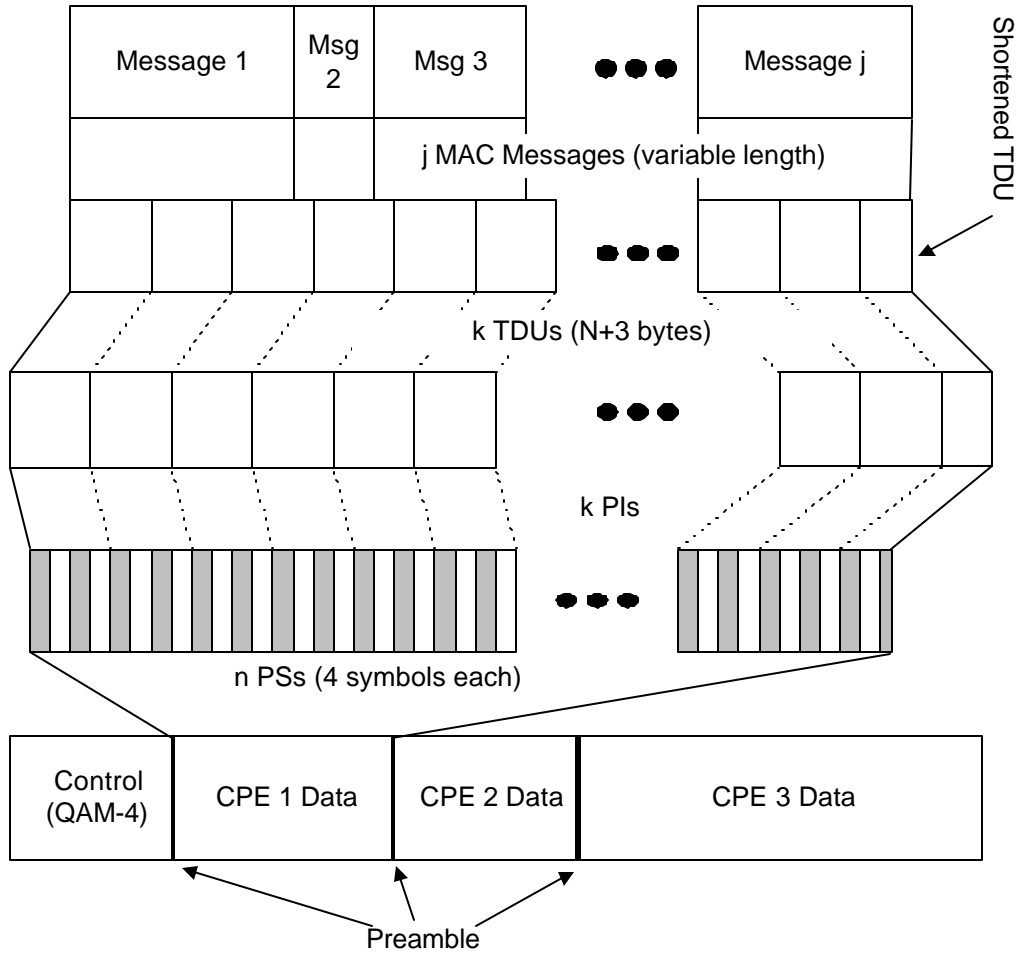 Message 1
Msg
2
Msg 3
Message j
Shortened TDU
j MAC Messages (variable length)
k TDUs (N+3 bytes)
k PIs
n PSs (4 symbols each)
Control
(QAM-4)
CPE 1 Data
CPE 2 Data
CPE 3 Data
Preamble